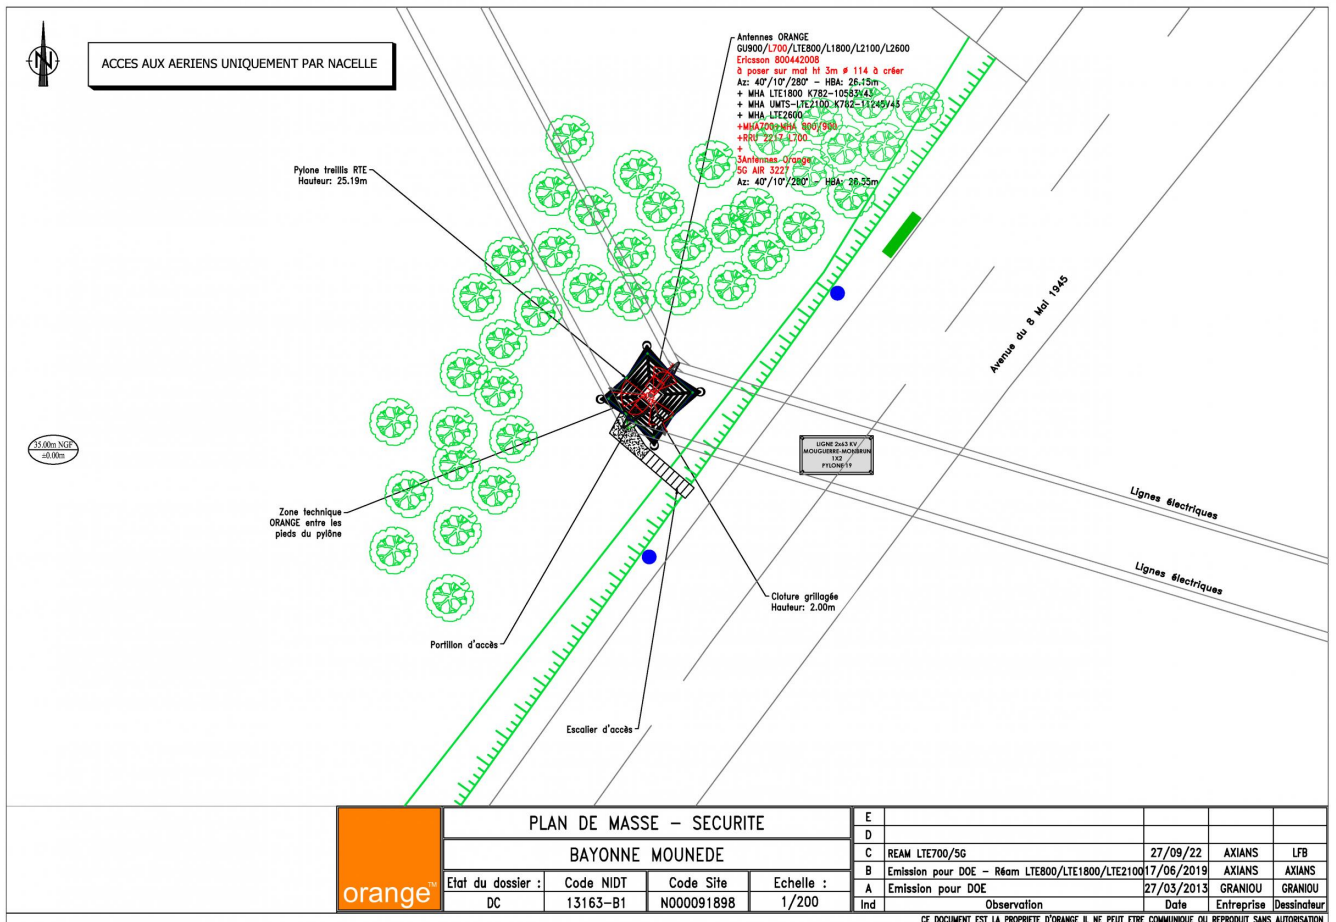 N
ACCES AUX AERIENS UNIQUEMENT PAR NACELLE
Antennes ORANGE
GU900/L700/LTE800/L1800/L2100/L2600
Ericsson 800442008
à poser sur mat ht 3m ø 114 à créer
Az: 40°/10°/280° - HBA: 26.15m
+ MHA LTE1800 K782-10583V43
+ MHA UMTS-LTE2100 K782-11245V43
+ MHA LTE2600
+MHA700+MHA 800/900
+RRU 2217 L700
+
3Antennes Orange
5G AIR 3227
Az: 40°/10°/280° - HBA: 26.55m
Pylone treillis RTE
Hauteur: 25.19m
Avenue du 8 Mai 1945
35.00m NGF
±0.00m
LIGNE 2x63 KV
MOUGUERRE-MONBRUN
1X2
PYLONE 19
Lignes électriques
Lignes électriques
Zone technique
ORANGE entre les
pieds du pylône
Cloture grillagée
Hauteur: 2.00m
Portillon d'accès
Escalier d'accès
orange™
PLAN DE MASSE - SECURITE
BAYONNE MOUNEDE
Etat du dossier : Code NIDT Code Site Echelle :
DC 13163-B1 N000091898 1/200
E
D
C REAM LTE700/5G 27/09/22 AXIANS LFB
B Emission pour DOE - Réam LTE800/LTE1800/LTE2100 17/06/2019 AXIANS AXIANS
A Emission pour DOE 27/03/2013 GRANIOU GRANIOU
Ind Observation Date Entreprise Dessinateur
CE DOCUMENT EST LA PROPRIETE D'ORANGE IL NE PEUT ETRE COMMUNIQUE OU REPRODUIT SANS AUTORISATION